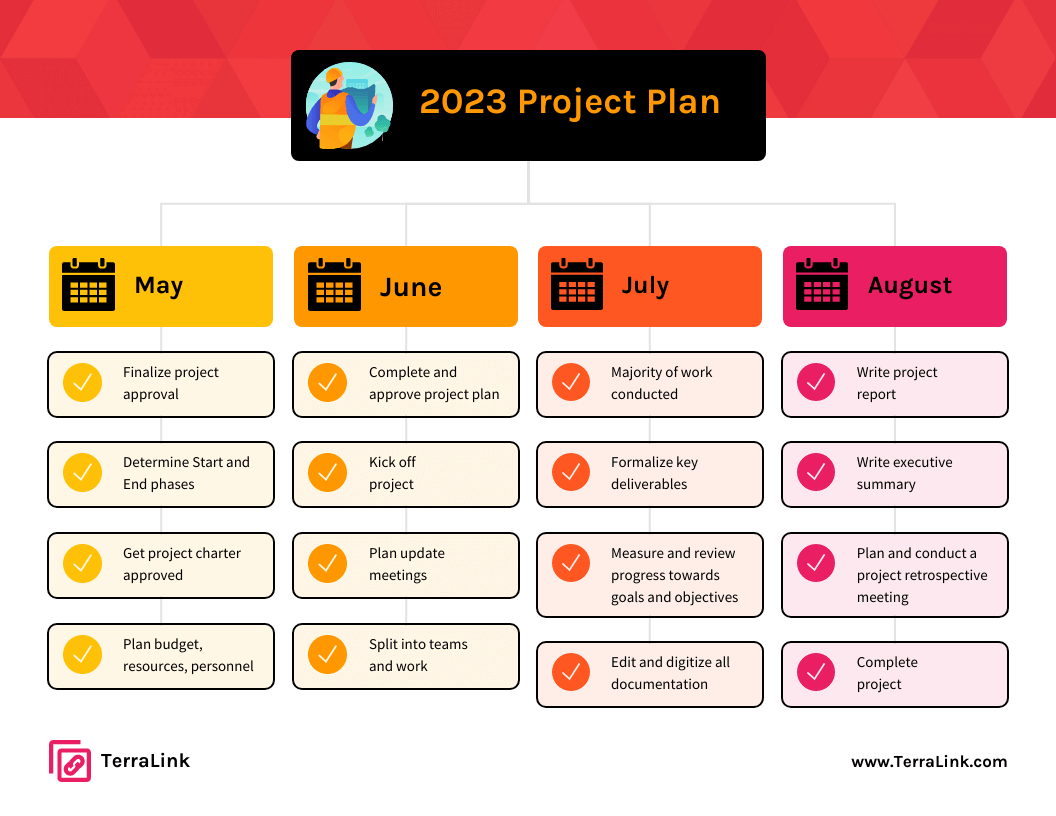 2023 Project Plan
May
Finalize project
approval
Determine Start and
End phases
Get project charter
approved
Plan budget,
resources, personnel
June
Complete and
approve project plan
Kick off
project
Plan update
meetings
Split into teams
and work
July
Majority of work
conducted
Formalize key
deliverables
Measure and review
progress towards
goals and objectives
Edit and digitize all
documentation
August
Write project
report
Write executive
summary
Plan and conduct a
project retrospective
meeting
Complete
project
TerraLink
www.TerraLink.com